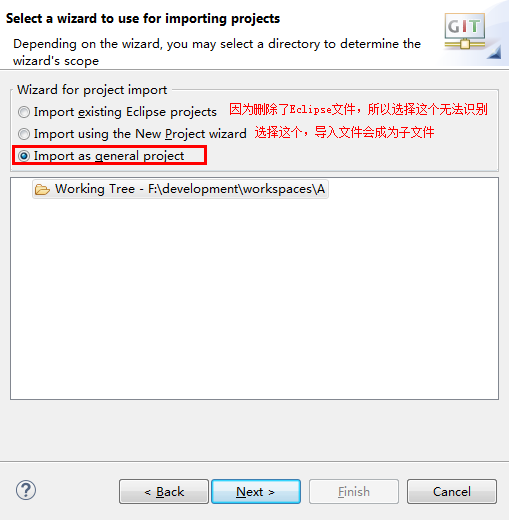 Select a wizard to use for importing projects
Depending on the wizard, you may select a directory to determine the
wizard's scope
GIT
Wizard for project import
Import existing Eclipse projects 因为删除了Eclipse文件，所以选择这个无法识别
Import using the New Project wizard 选择这个，导入文件会成为子文件
Import as general project
Working Tree - F:\development\workspaces\A
?
< Back
Next >
Finish
Cancel